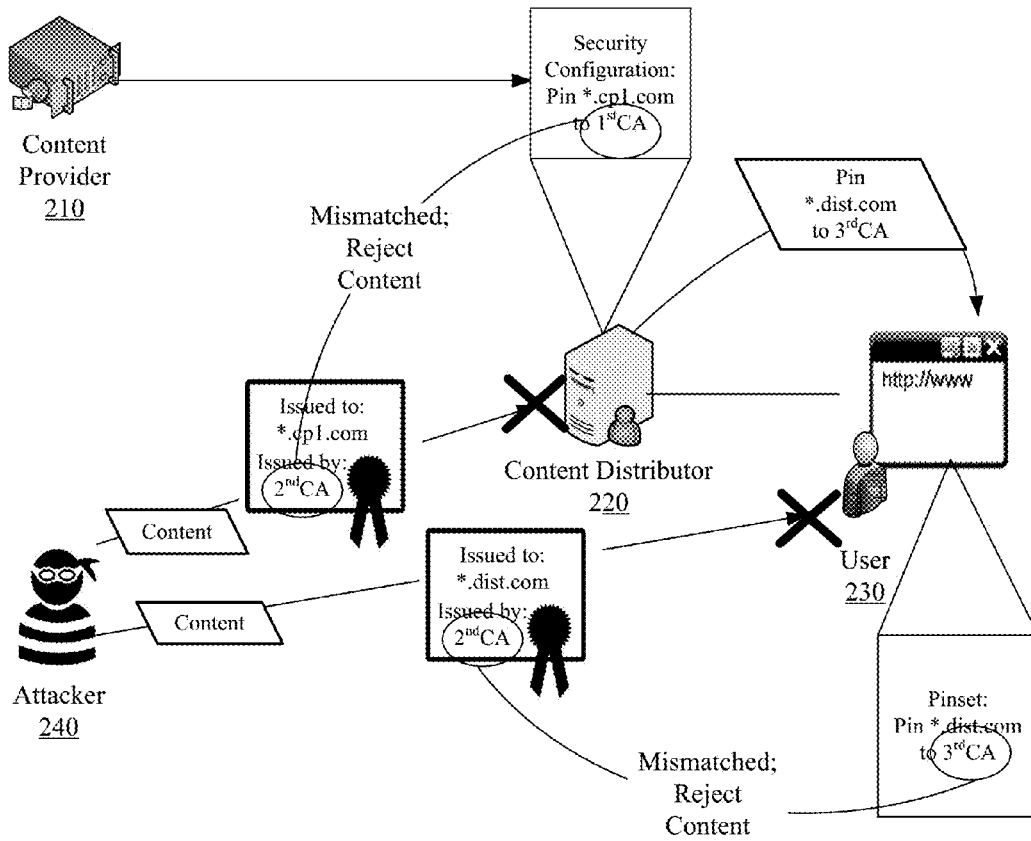 Security
Configuration:
Pin *.cp1.com
to 1stCA
Content
Provider
210
Pin
*.dist.com
to 3rdCA
Mismatched;
Reject
Content
http://www
Issued to:
*.cp1.com
Issued by:
2ndCA
Content Distributor
220
Content
Issued to:
*.dist.com
Issued by:
2ndCA
User
230
Content
Attacker
240
Pinset:
Pin *.dist.com
to 3rdCA
Mismatched;
Reject
Content